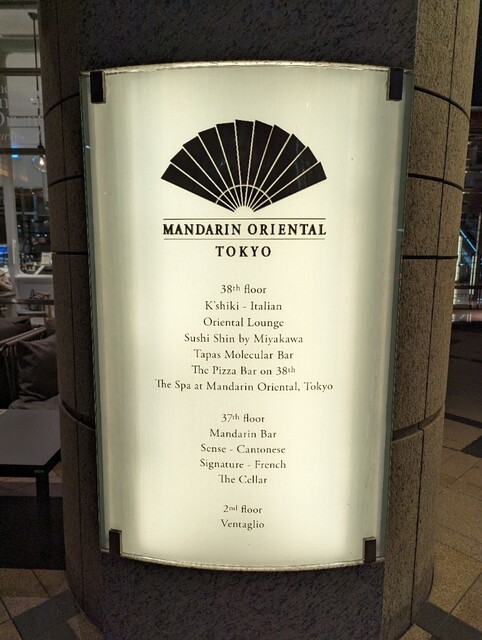 MANDARIN ORIENTAL
TOKYO
38th floor
K'shiki - Italian
Oriental Lounge
Sushi Shin by Miyakawa
Tapas Molecular Bar
The Pizza Bar on 38th
The Spa at Mandarin Oriental, Tokyo
37th floor
Mandarin Bar
Sense - Cantonese
Signature - French
The Cellar
2nd floor
Ventaglio